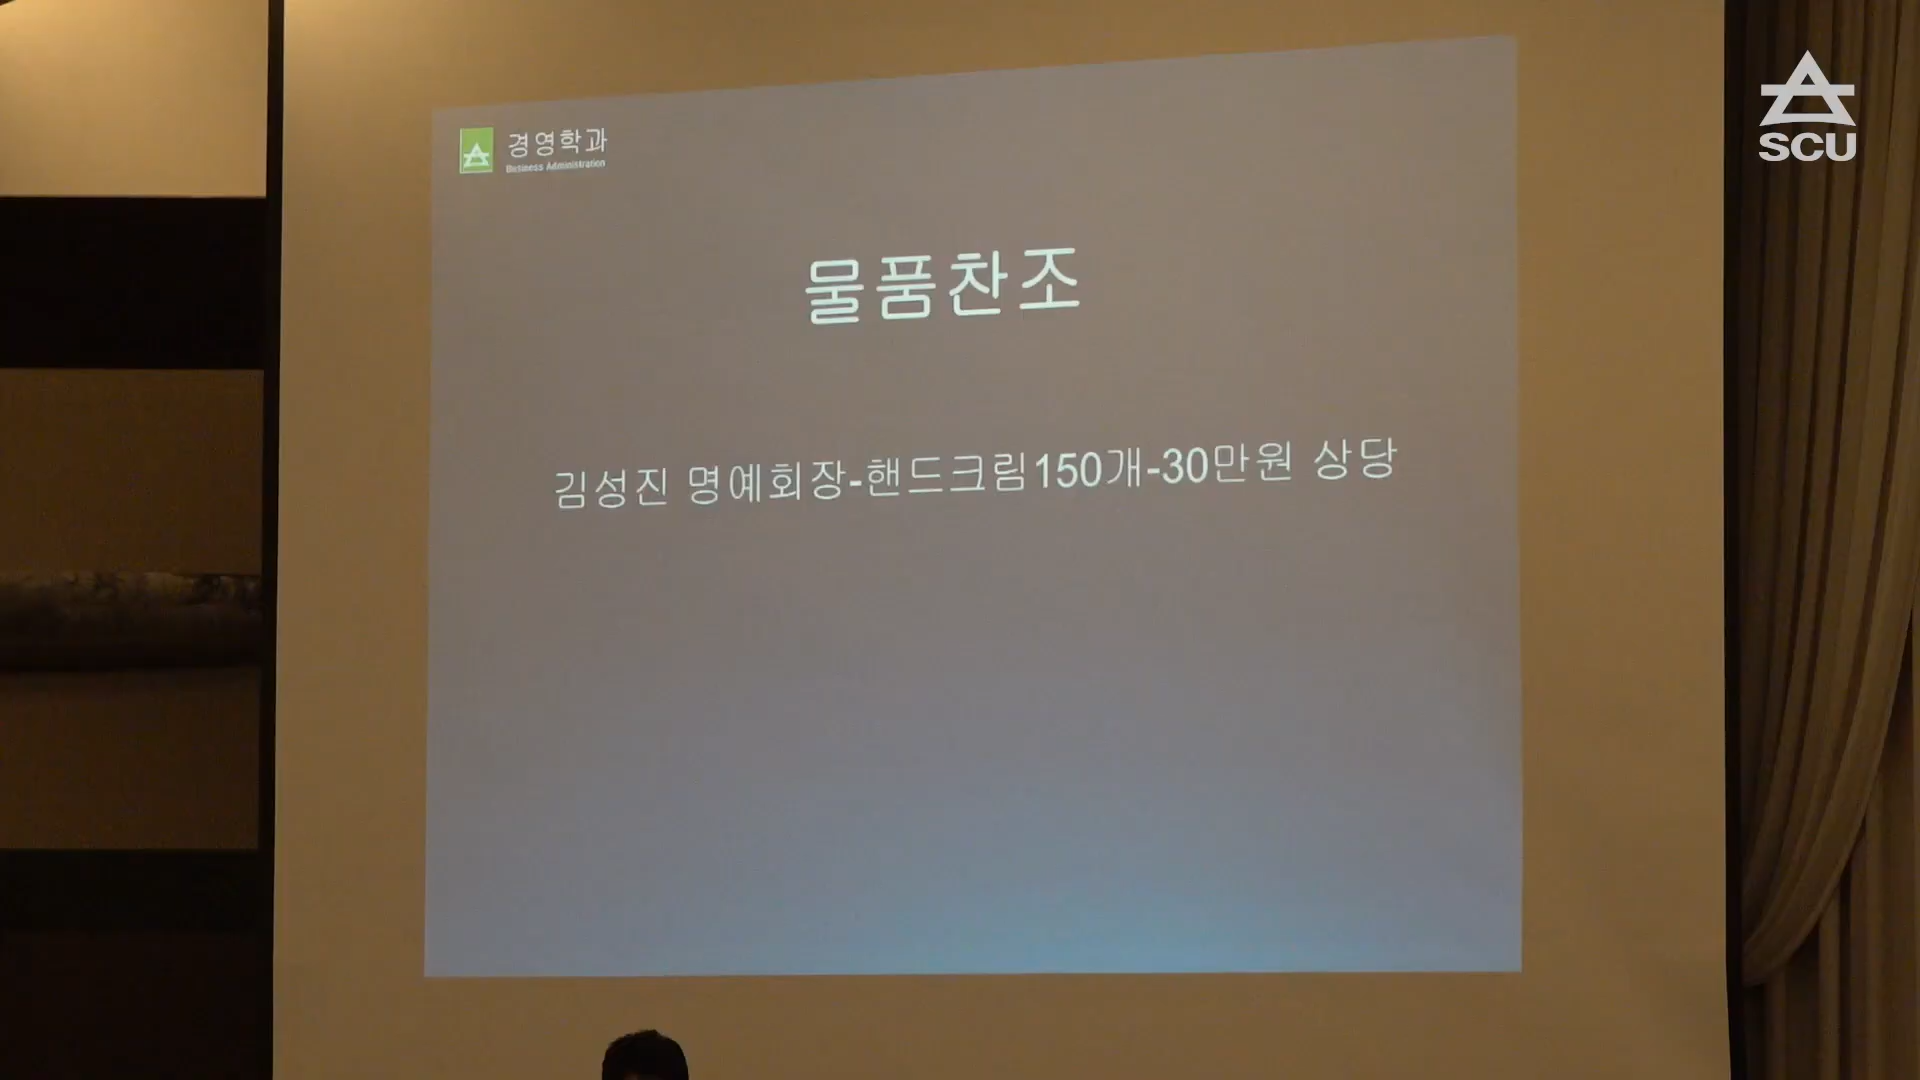 경영학과
Business Administration
SCU
물품찬조
김성진 명예회장-핸드크림150개-30만원 상당